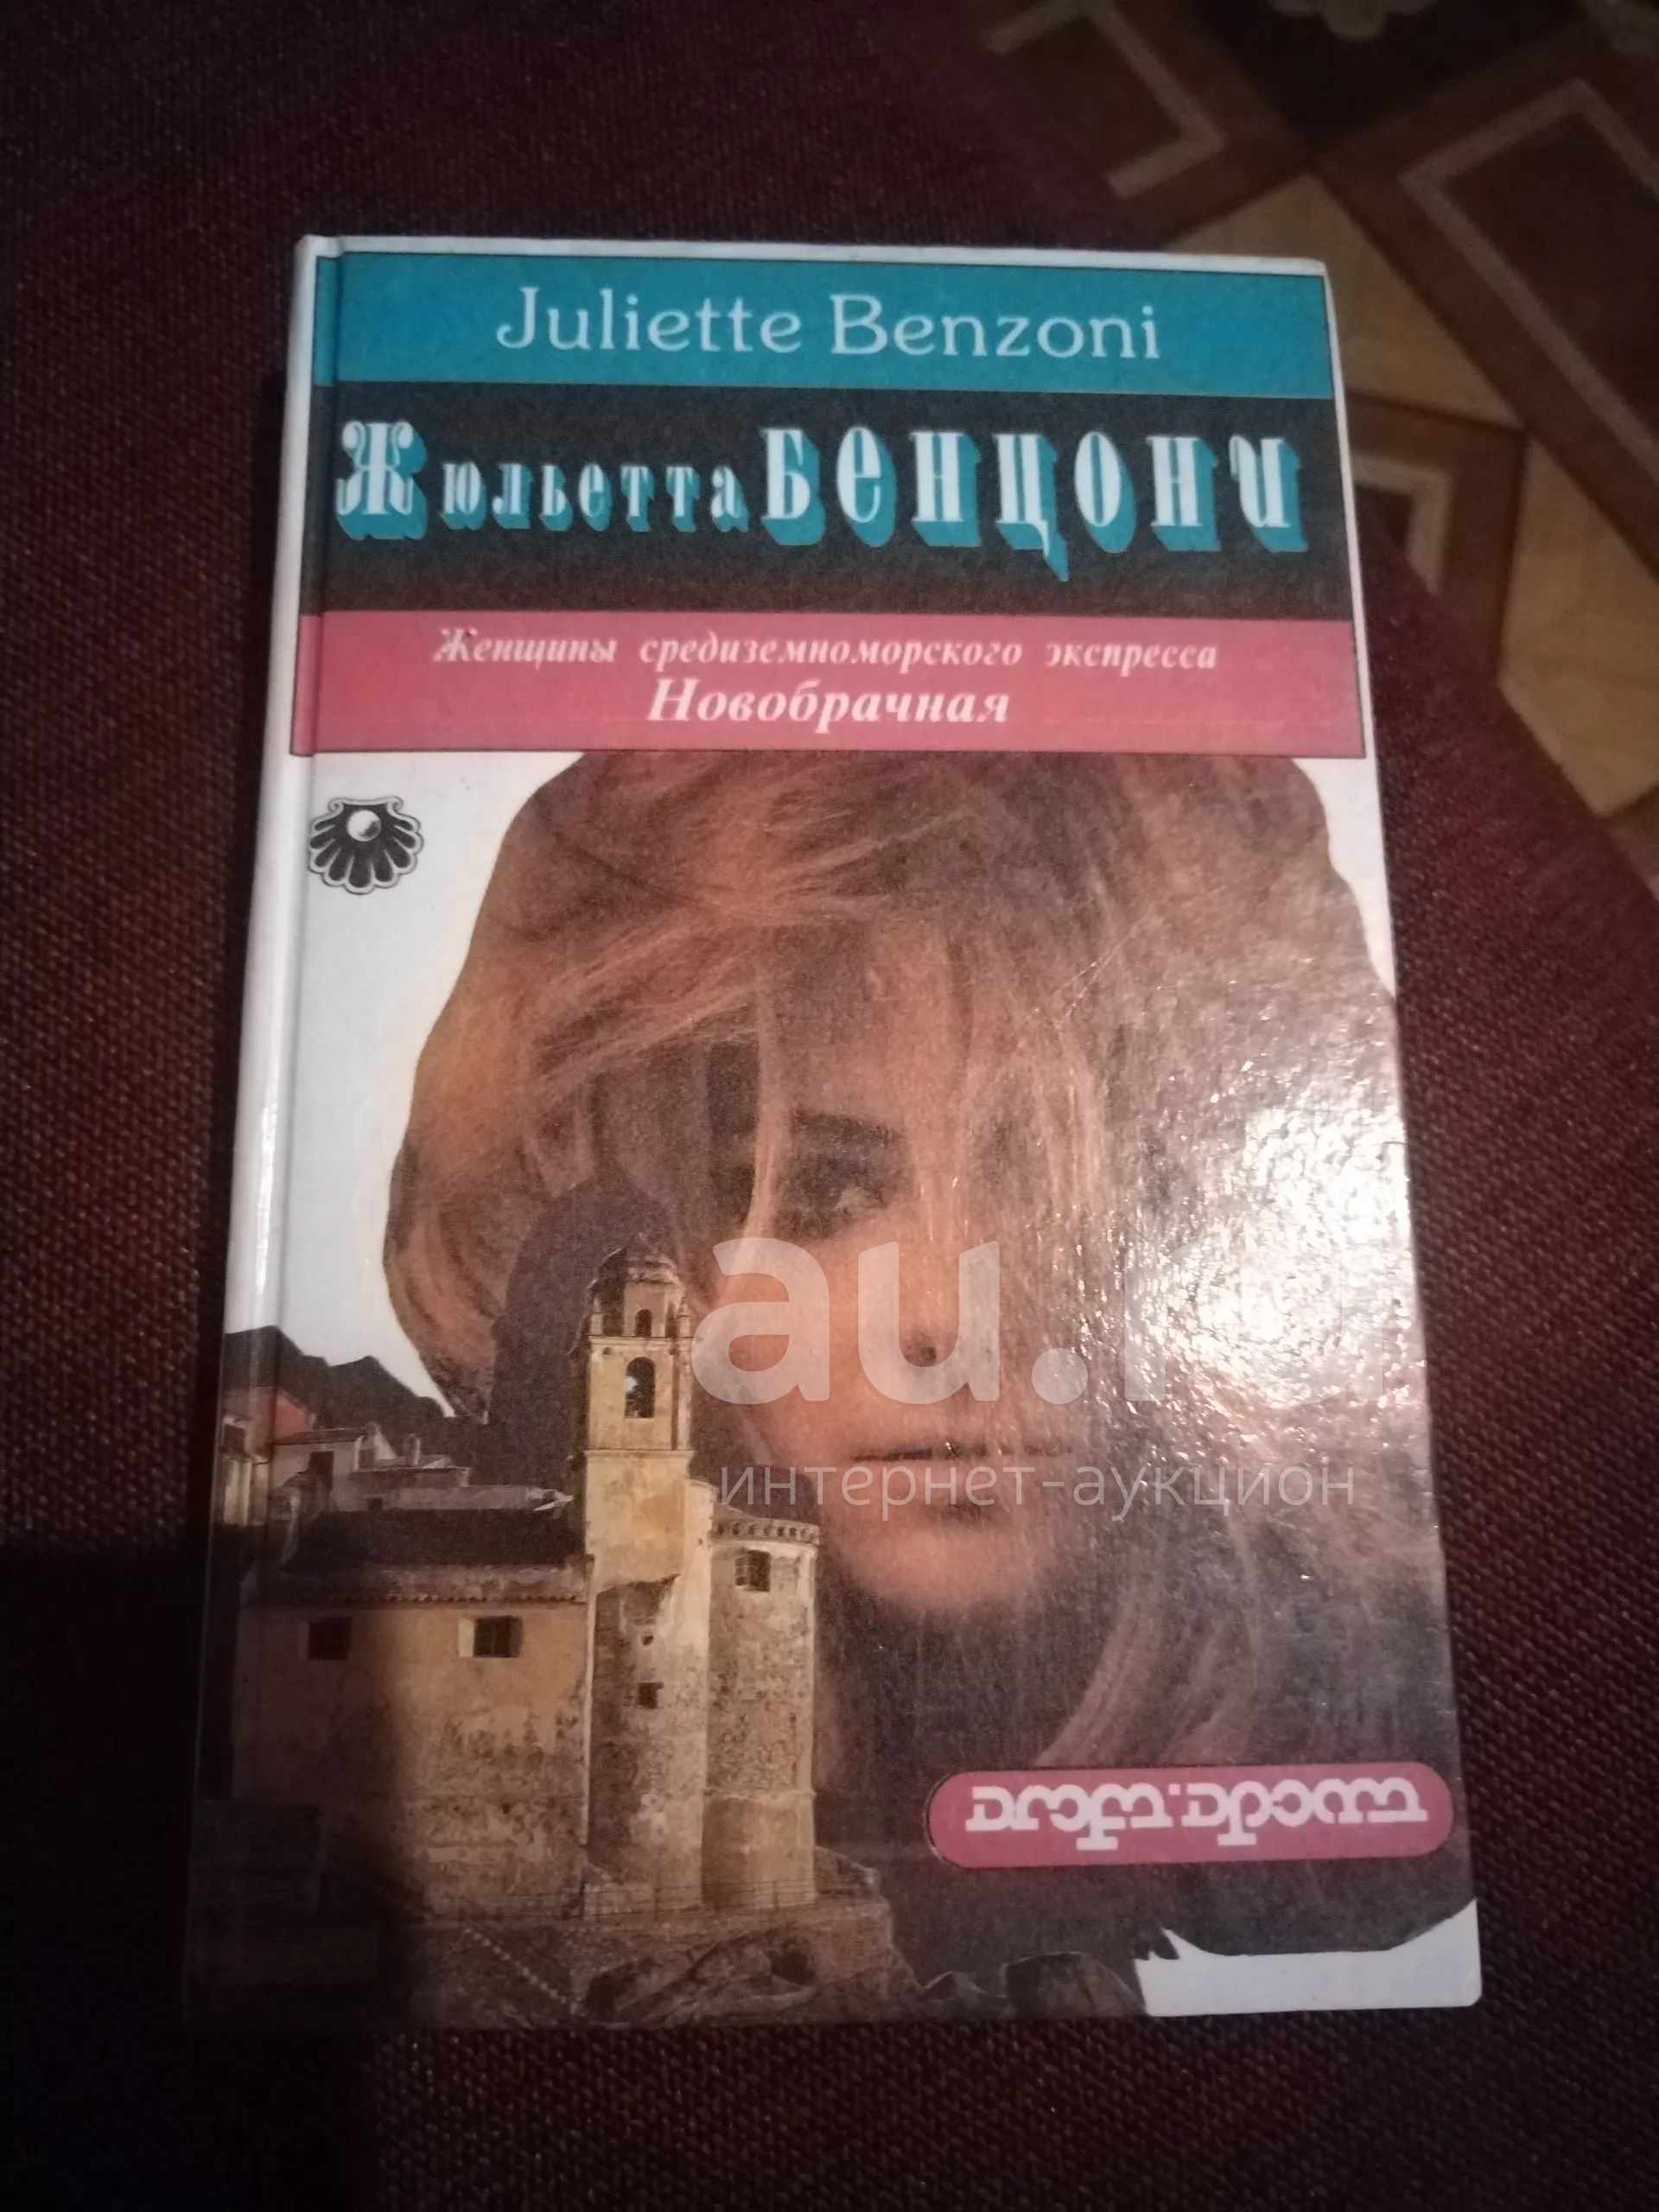 Juliette Benzoni
Жюльетта Бенцони
Женщины средиземноморского экспресса
Новобрачная
au.ru
интернет-аукцион